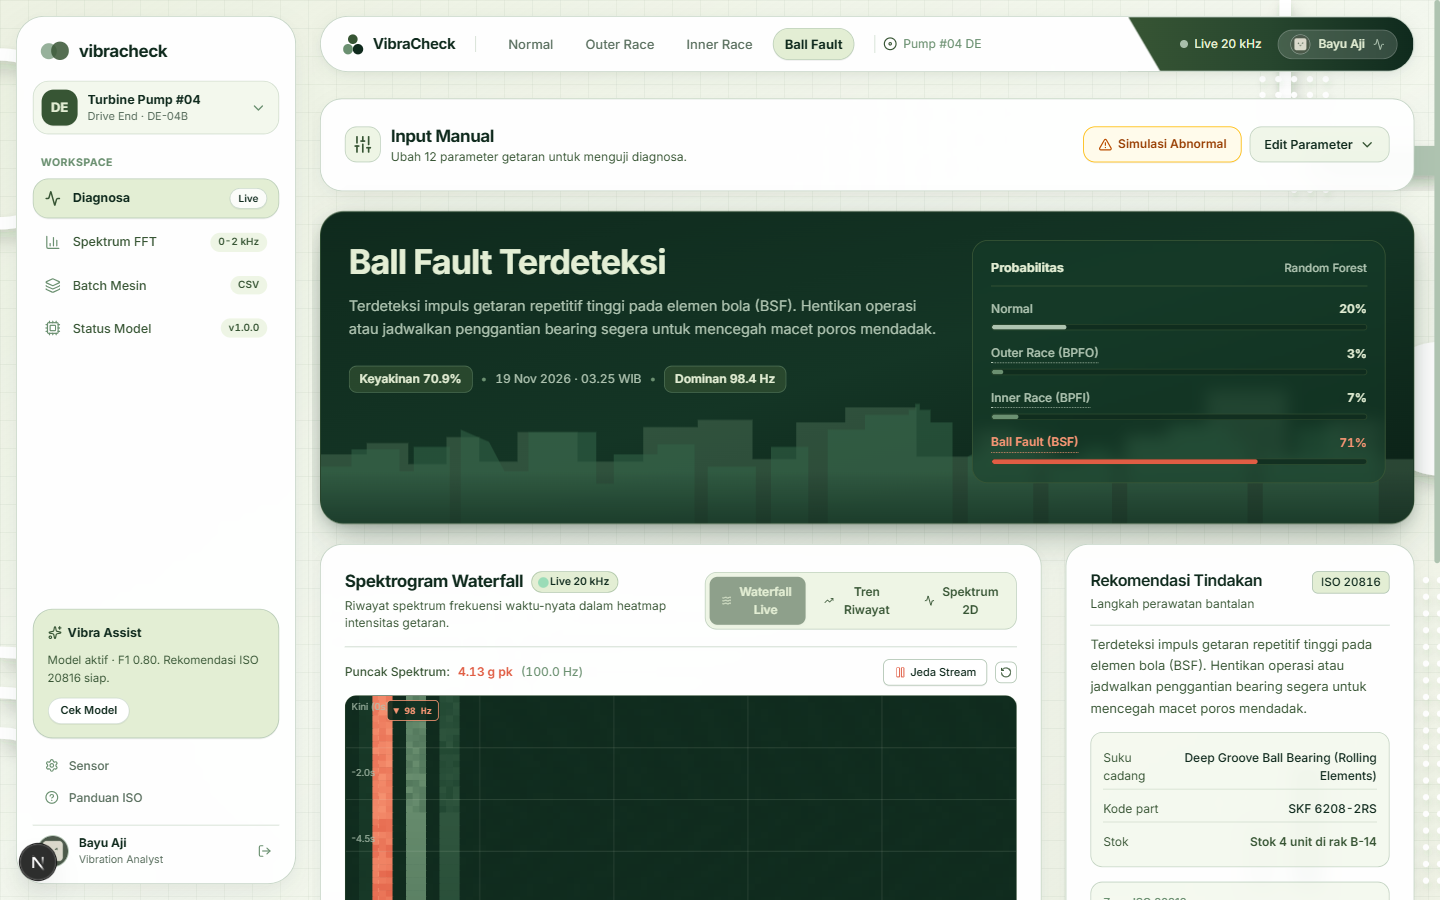 vibracheck
DE
Turbine Pump #04
Drive End · DE-04B
WORKSPACE
Diagnosa
Live
Spektrum FFT
0-2 kHz
Batch Mesin
CSV
Status Model
v1.0.0
Vibra Assist
Model aktif · F1 0.80. Rekomendasi ISO
20816 siap.
Cek Model
Sensor
Panduan ISO
Bayu Aji
Vibration Analyst
N
VibraCheck
Normal
Outer Race
Inner Race
Ball Fault
Pump #04 DE
Live 20 kHz
Bayu Aji
Input Manual
Ubah 12 parameter getaran untuk menguji diagnosa.
Simulasi Abnormal
Edit Parameter
Ball Fault Terdeteksi
Terdeteksi impuls getaran repetitif tinggi pada elemen bola (BSF). Hentikan operasi
atau jadwalkan penggantian bearing segera untuk mencegah macet poros mendadak.
Keyakinan 70.9%
• 19 Nov 2026 · 03.25 WIB •
Dominan 98.4 Hz
Probabilitas
Random Forest
Normal
20%
Outer Race (BPFO)
3%
Inner Race (BPFI)
7%
Ball Fault (BSF)
71%
Spektrogram Waterfall
Live 20 kHz
Riwayat spektrum frekuensi waktu-nyata dalam heatmap
intensitas getaran.
Waterfall
Live
Tren
Riwayat
Spektrum
2D
Puncak Spektrum: 4.13 g pk (100.0 Hz)
Jeda Stream
Kini
▼ 98 Hz
-2.0s
-4.5s
Rekomendasi Tindakan
ISO 20816
Langkah perawatan bantalan
Terdeteksi impuls getaran repetitif tinggi pada
elemen bola (BSF). Hentikan operasi atau
jadwalkan penggantian bearing segera untuk
mencegah macet poros mendadak.
Suku
cadang
Deep Groove Ball Bearing (Rolling
Elements)
Kode part
SKF 6208-2RS
Stok
Stok 4 unit di rak B-14